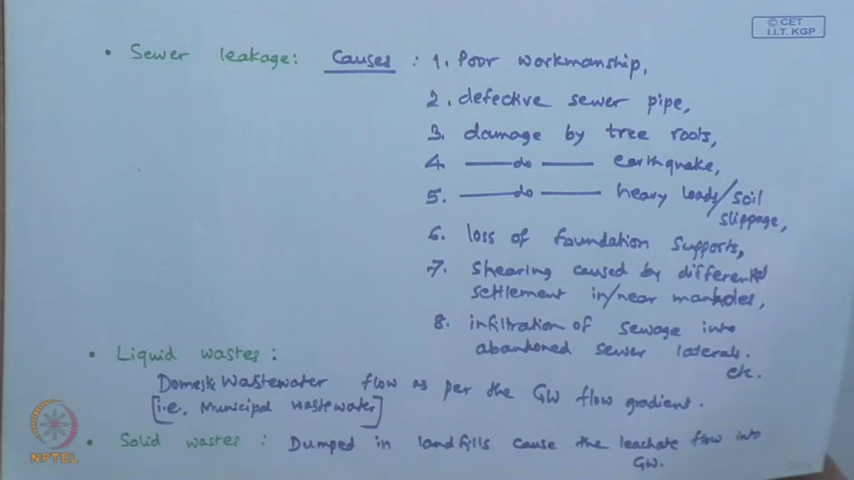 © CET
I.I.T. KGP
• Sewer leakage: Causes : 1. Poor workmanship,
2. defective sewer pipe,
3. damage by tree roots,
4. —do— earthquake,
5. —do— heavy loads/soil
slippage,
6. loss of foundation supports,
7. Shearing caused by differential
settlement in/near manholes,
8. infiltration of sewage into
abandoned sewer laterals.
etc.
• Liquid wastes :
Domestic Wastewater flow as per the GW flow gradient.
[i.e., Municipal wastewater]
• Solid wastes : Dumped in landfills cause the leachate flow into
GW.
NPTEL